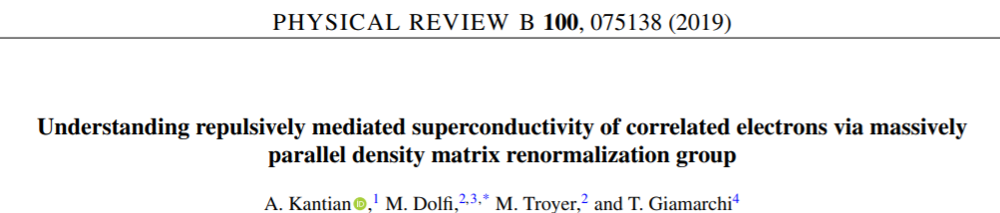 PHYSICAL REVIEW B 100, 075138 (2019)
Understanding repulsively mediated superconductivity of correlated electrons via massively
parallel density matrix renormalization group
A. Kantian,1 M. Dolfi,2,3,* M. Troyer,2 and T. Giamarchi4